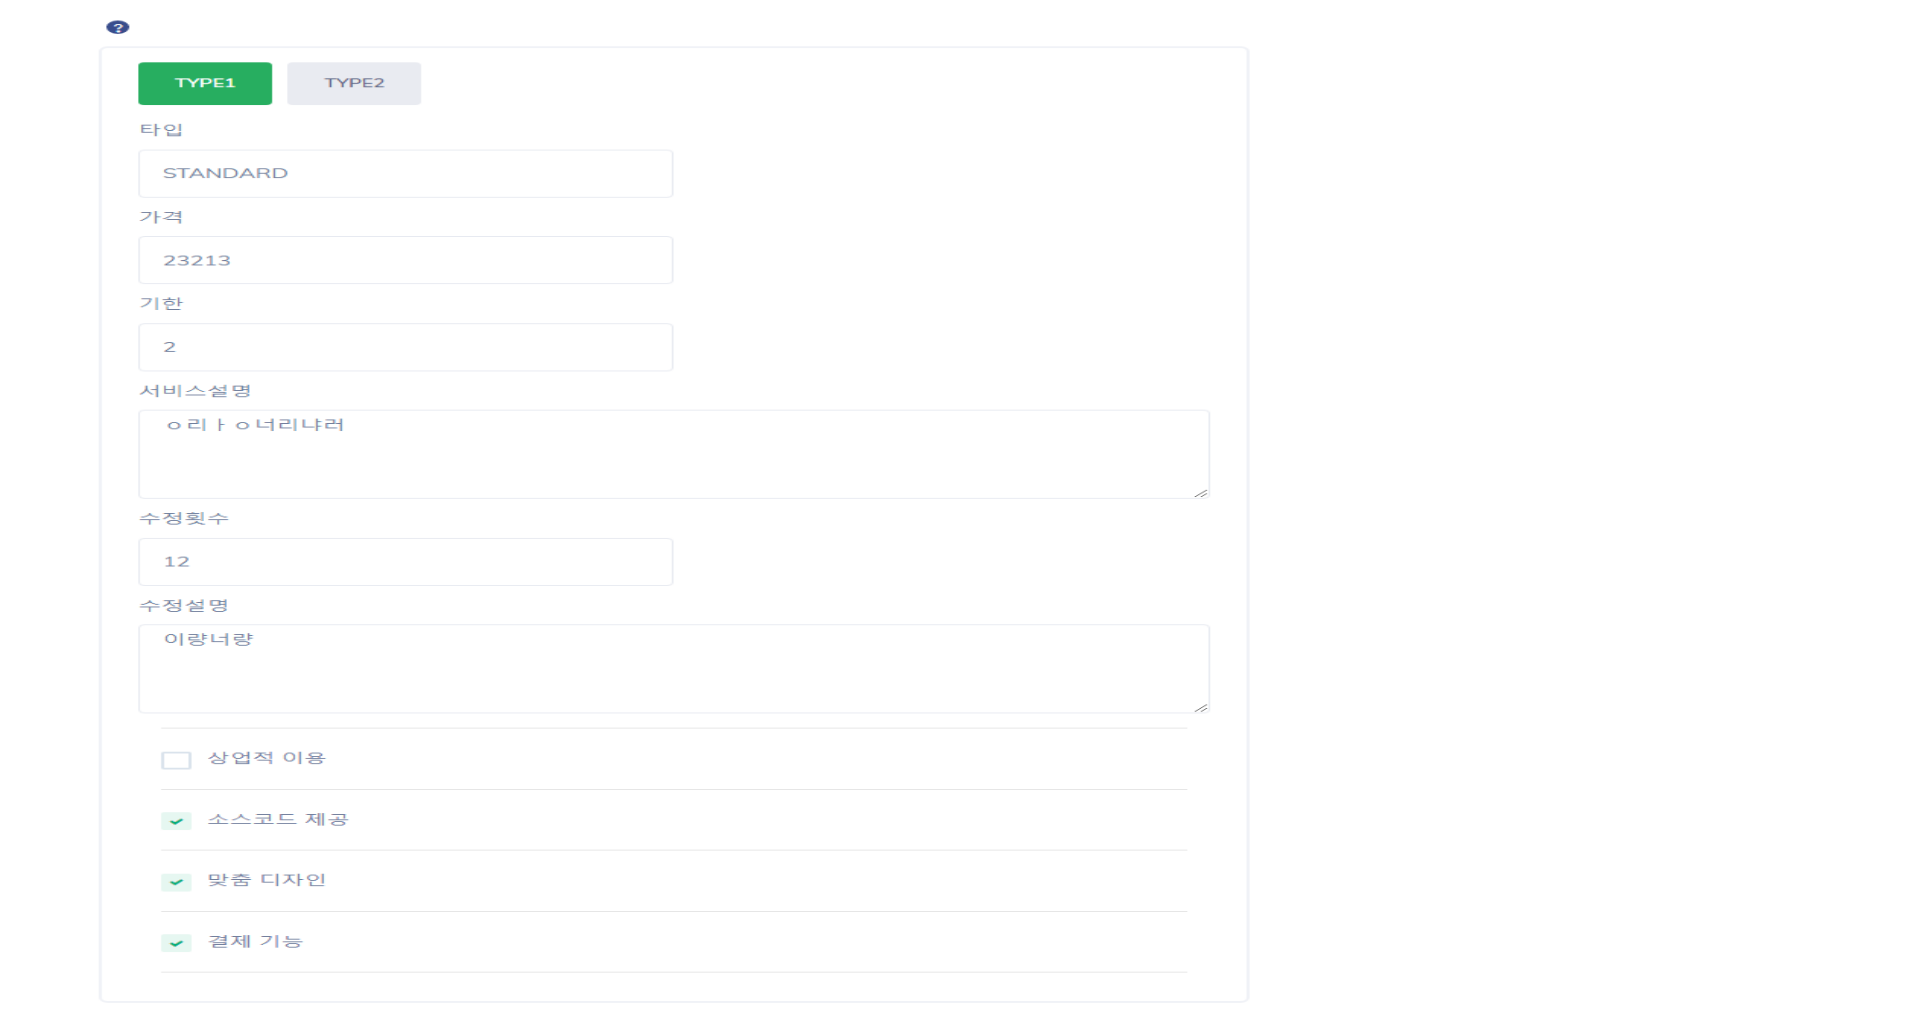 ?
TYPE1 TYPE2
타입
STANDARD
가격
23213
기한
2
서비스설명
ㅇ리ㅏㅇ너리냐러
수정횟수
12
수정설명
이량너량
상업적 이용
소스코드 제공
맞춤 디자인
결제 기능